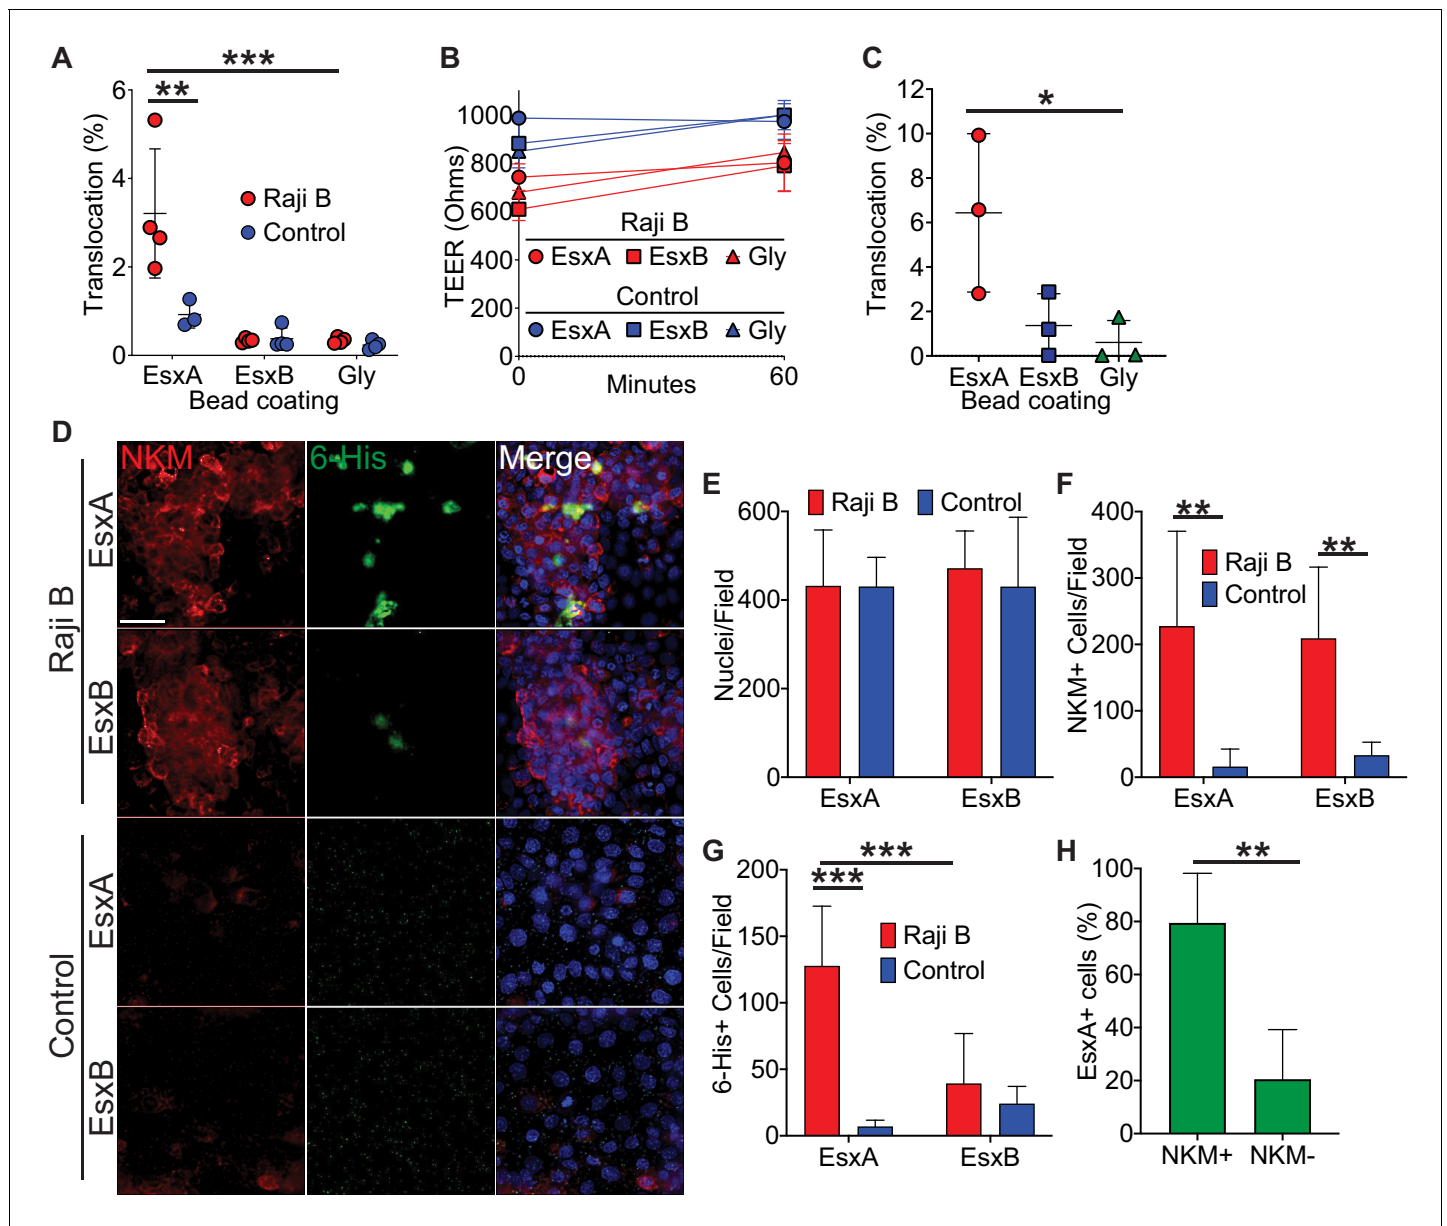 A
***
**
6
4
2
0
Translocation (%)
Raji B
Control
EsxA EsxB Gly
Bead coating
B
1000
800
600
400
200
0
TEER (Ohms)
Raji B
EsxA EsxB Gly
Control
EsxA EsxB Gly
0 60
Minutes
C
*
12
10
8
6
4
2
0
Translocation (%)
EsxA EsxB Gly
Bead coating
D
NKM 6-His Merge
Raji B
EsxA
EsxB
Control
EsxA
EsxB
E
Raji B Control
600
400
200
0
Nuclei/Field
EsxA EsxB
F
**
**
400
300
200
100
0
NKM+ Cells/Field
Raji B
Control
EsxA EsxB
G
***
***
200
150
100
50
0
6-His+ Cells/Field
Raji B
Control
EsxA EsxB
H
**
100
80
60
40
20
0
EsxA+ cells (%)
NKM+ NKM-